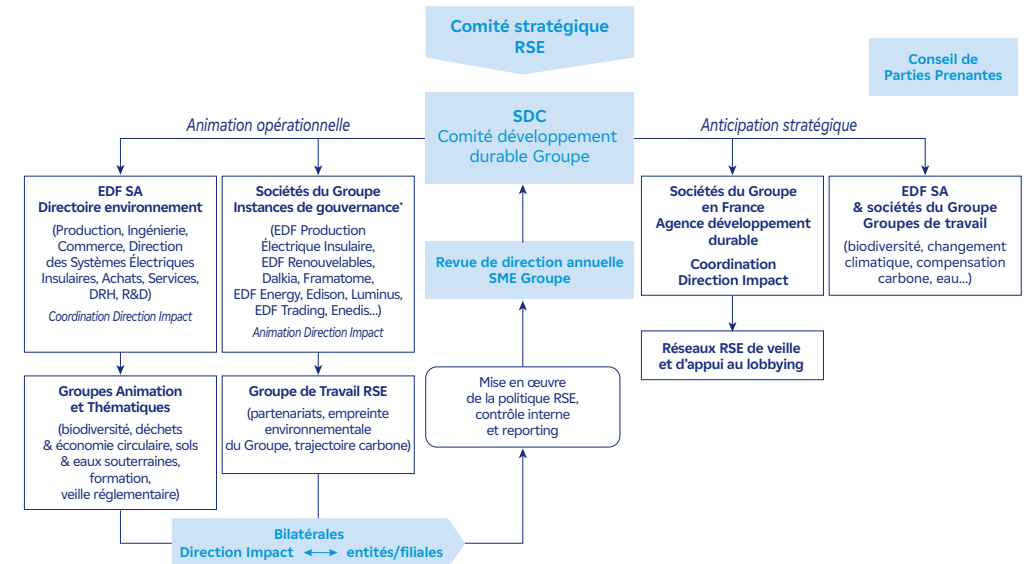 Comité stratégique
RSE
Conseil de
Parties Prenantes
SDC
Comité développement
durable Groupe
Animation opérationnelle
Anticipation stratégique
EDF SA
Directoire environnement
(Production, Ingénierie,
Commerce, Direction
des Systèmes Électriques
Insulaires, Achats, Services,
DRH, R&D)
Coordination Direction Impact
Sociétés du Groupe
Instances de gouvernance*
(EDF Production
Électrique Insulaire,
EDF Renouvelables,
Dalkia, Framatome,
EDF Energy, Edison, Luminus,
EDF Trading, Enedis...)
Animation Direction Impact
Revue de direction annuelle
SME Groupe
Sociétés du Groupe
en France
Agence développement
durable
Coordination
Direction Impact
EDF SA
& sociétés du Groupe
Groupes de travail
(biodiversité, changement
climatique, compensation
carbone, eau...)
Réseaux RSE de veille
et d'appui au lobbying
Groupes Animation
et Thématiques
(biodiversité, déchets
& économie circulaire, sols
& eaux souterraines,
formation,
veille réglementaire)
Groupe de Travail RSE
(partenariats, empreinte
environnementale
du Groupe, trajectoire carbone)
Mise en œuvre
de la politique RSE,
contrôle interne
et reporting
Bilatérales
Direction Impact ⟷ entités/filiales